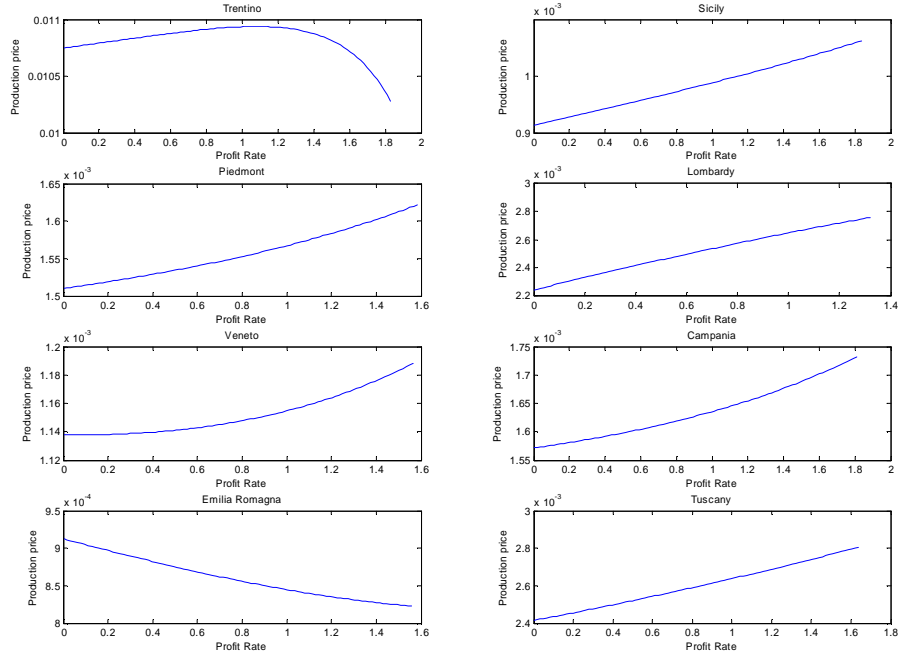 Trentino
0.011
0.0105
0.01
Production price
0 0.2 0.4 0.6 0.8 1 1.2 1.4 1.6 1.8 2
Profit Rate
Sicily
x 10^-3
1
0.9
Production price
0 0.2 0.4 0.6 0.8 1 1.2 1.4 1.6 1.8 2
Profit Rate
Piedmont
x 10^-3
1.65
1.6
1.55
1.5
Production price
0 0.2 0.4 0.6 0.8 1 1.2 1.4 1.6
Profit Rate
Lombardy
x 10^-3
3
2.8
2.6
2.4
2.2
Production price
0 0.2 0.4 0.6 0.8 1 1.2 1.4
Profit Rate
Veneto
x 10^-3
1.2
1.18
1.16
1.14
1.12
Production price
0 0.2 0.4 0.6 0.8 1 1.2 1.4 1.6
Profit Rate
Campania
x 10^-3
1.75
1.7
1.65
1.6
1.55
Production price
0 0.2 0.4 0.6 0.8 1 1.2 1.4 1.6 1.8 2
Profit Rate
Emilia Romagna
x 10^-4
9.5
9
8.5
8
Production price
0 0.2 0.4 0.6 0.8 1 1.2 1.4 1.6
Profit Rate
Tuscany
x 10^-3
3.2
2.8
2.6
2.4
Production price
0 0.2 0.4 0.6 0.8 1 1.2 1.4 1.6 1.8
Profit Rate